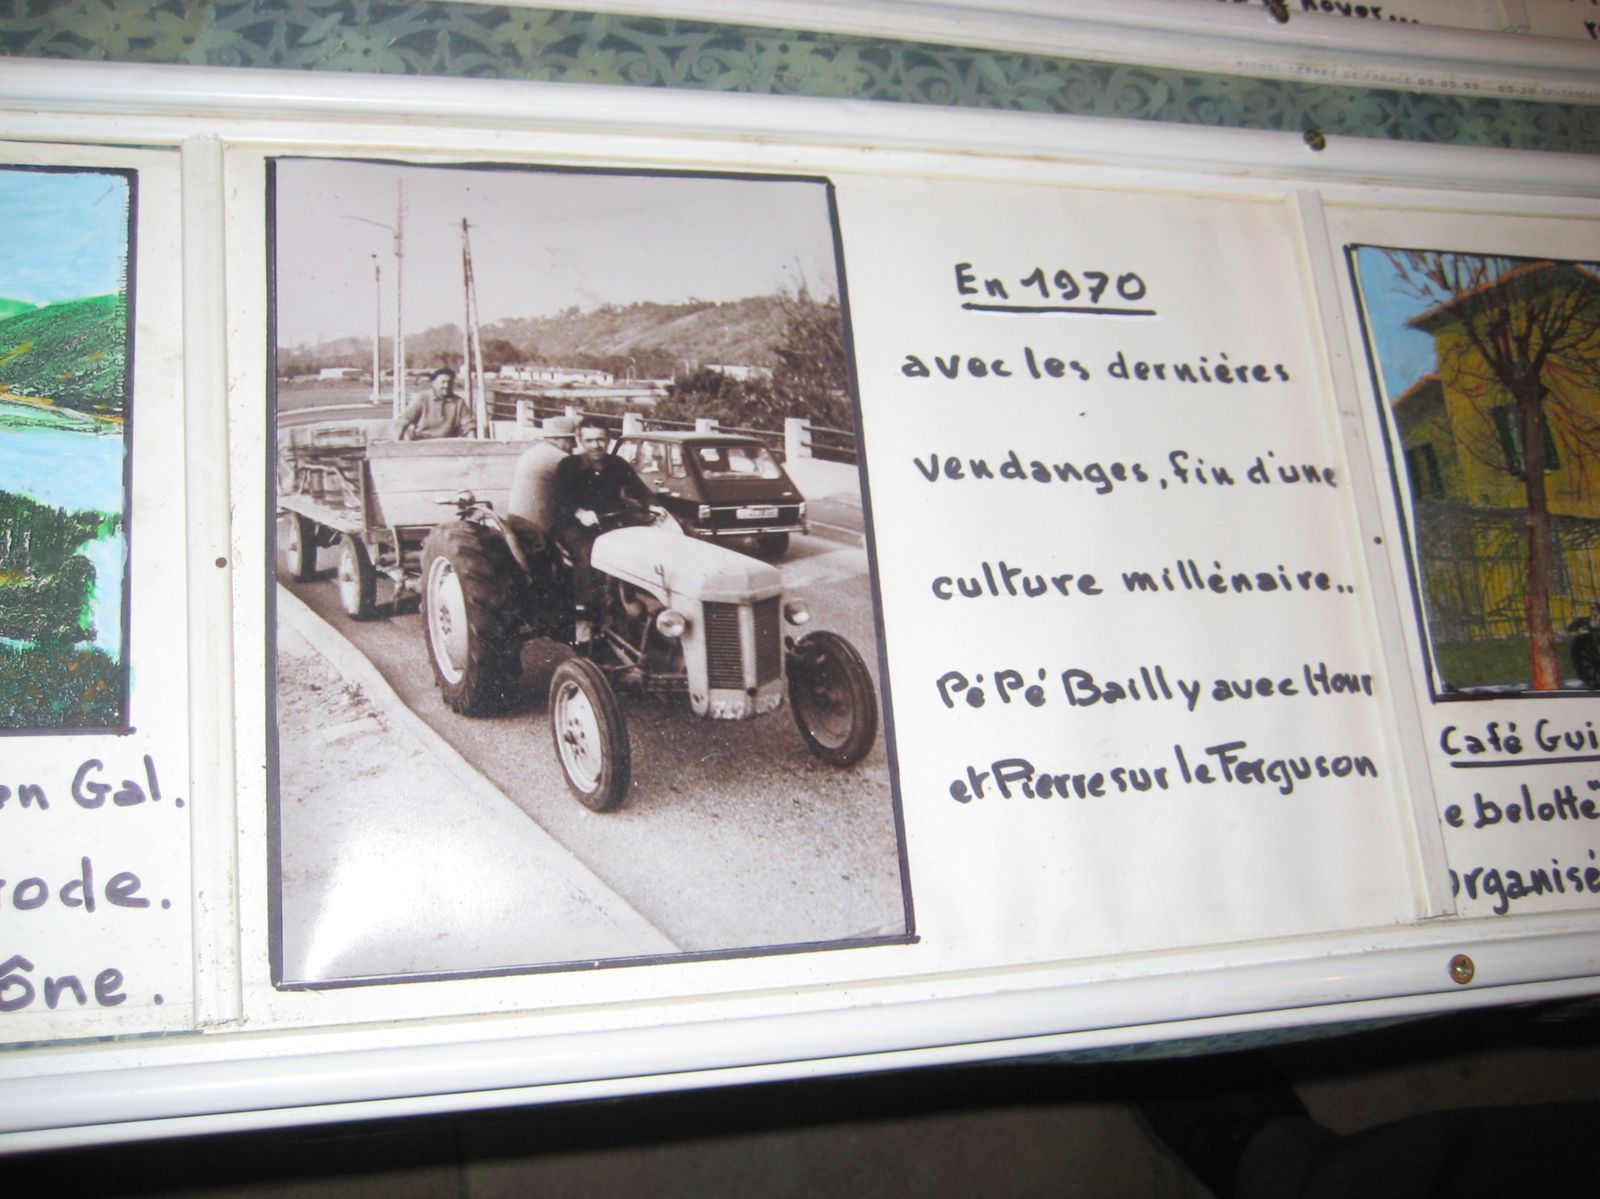 Rover...
En 1970
avec les dernières
vendanges, fin d'une
culture millénaire..
PéPé Bailly avec
et Pierre sur le Ferguson
en Gal.
rode.
ône.
Café Gui
e belotte"
organisé